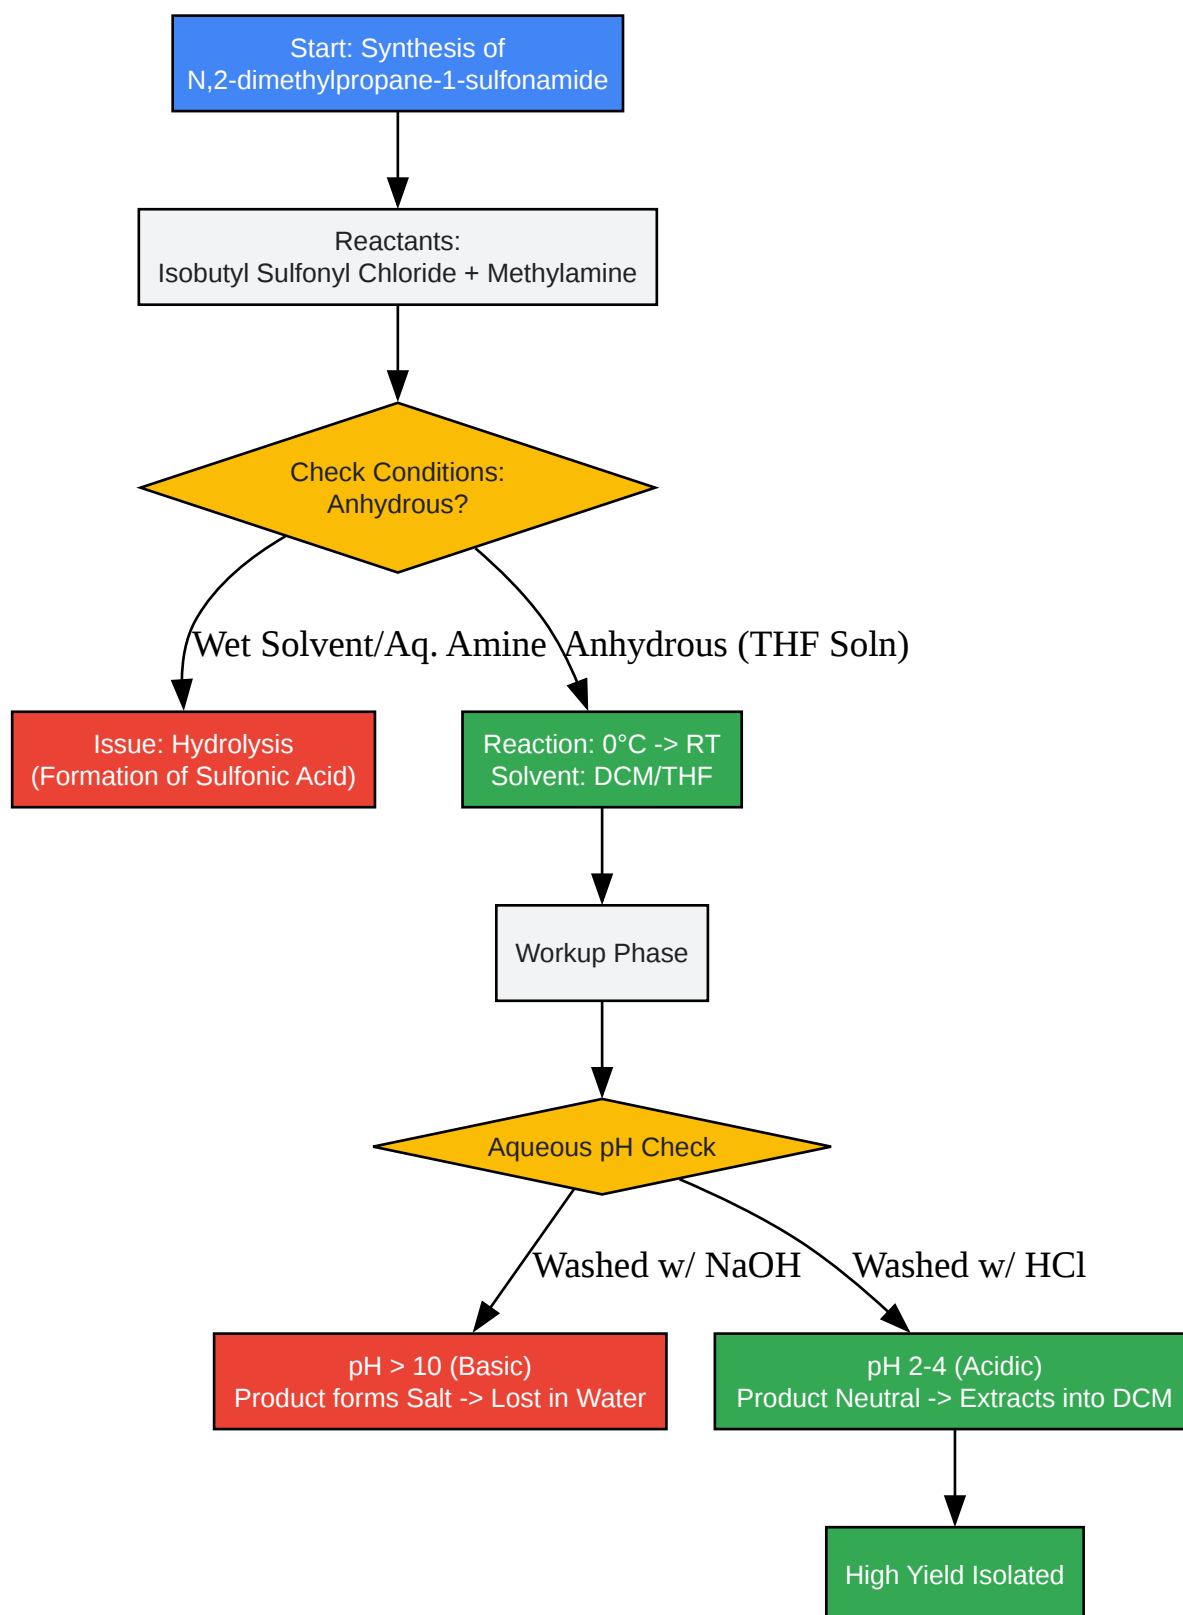 Start: Synthesis of
N,2-dimethylpropane-1-sulfonamide
Reactants:
Isobutyl Sulfonyl Chloride + Methylamine
Check Conditions:
Anhydrous?
Wet Solvent/Aq. Amine
Anhydrous (THF Soln)
Issue: Hydrolysis
(Formation of Sulfonic Acid)
Reaction: 0°C -> RT
Solvent: DCM/THF
Workup Phase
Aqueous pH Check
Washed w/ NaOH
Washed w/ HCl
pH > 10 (Basic)
Product forms Salt -> Lost in Water
pH 2-4 (Acidic)
Product Neutral -> Extracts into DCM
High Yield Isolated